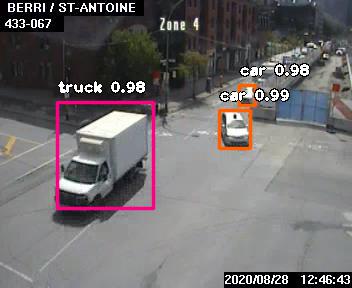 BERRI / ST-ANTOINE
433-067
Zone 4
car 0.98
truck 0.98
car 0.99
2020/08/28 12:46:43